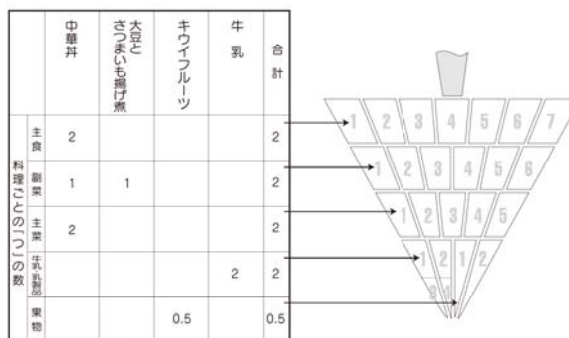 中華丼
大豆と
さつまいも揚げ煮
キウイフルーツ
牛乳
合計
料理ごとの「つ」の数
主食
2
2
副菜
1
1
2
主菜
2
2
牛乳・乳製品
2
2
果物
0.5
0.5
1 2 3 4 5 6 7
1 2 3 4 5 6
1 2 3 4 5
1 2 1 2